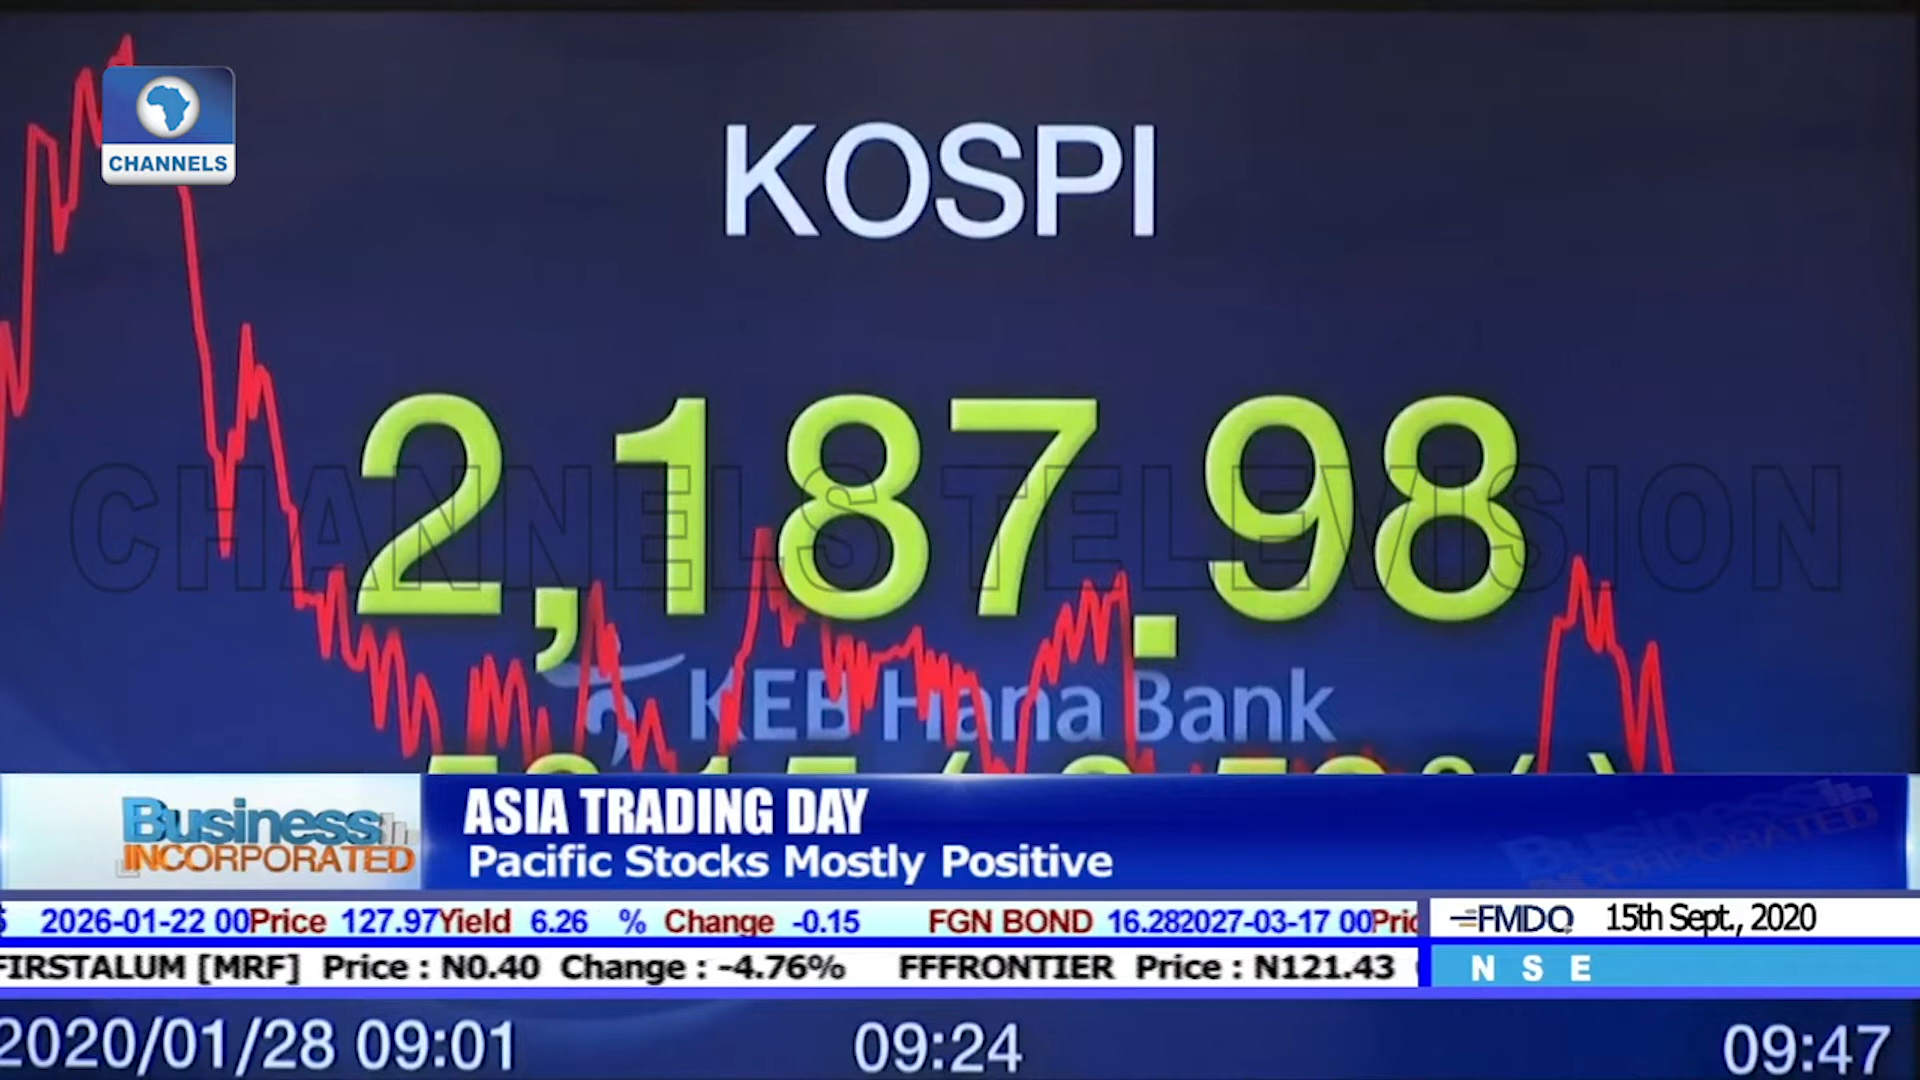 CHANNELS
KOSPI
2,187.98
CHANNELS TELEVISION
KEB Hana Bank
Business
INCORPORATED
ASIA TRADING DAY
Pacific Stocks Mostly Positive
2026-01-22 00Price 127.97Yield 6.26 % Change -0.15 FGN BOND 16.282027-03-17 00Pric
FMDQ 15th Sept., 2020
FIRSTALUM [MRF] Price : N0.40 Change : -4.76% FFFRONTIER Price : N121.43
NSE
2020/01/28 09:01 09:24 09:47